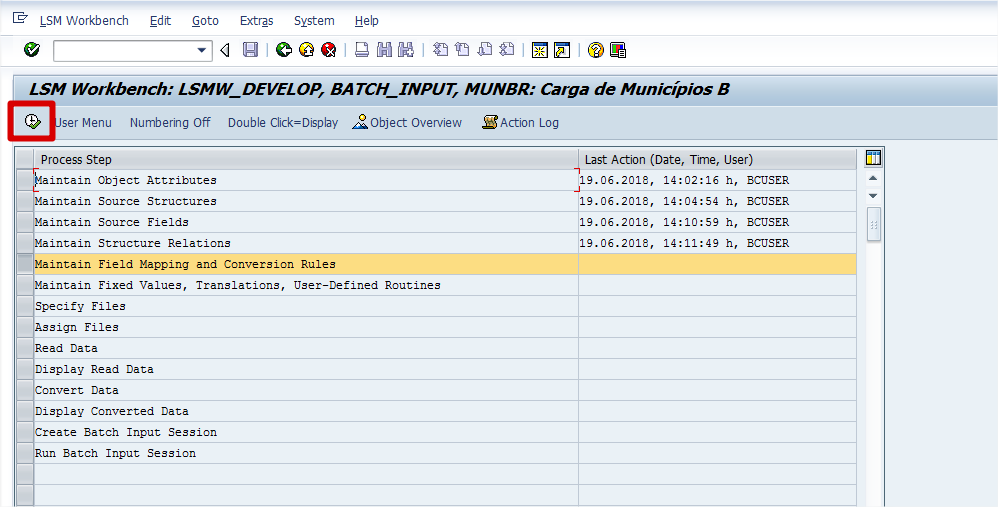 LSM Workbench Edit Goto Extras System Help
LSM Workbench: LSMW_DEVELOP, BATCH_INPUT, MUNBR: Carga de Municípios B
User Menu Numbering Off Double Click=Display Object Overview Action Log
Process Step Last Action (Date, Time, User)
Maintain Object Attributes 19.06.2018, 14:02:16 h, BCUSER
Maintain Source Structures 19.06.2018, 14:04:54 h, BCUSER
Maintain Source Fields 19.06.2018, 14:10:59 h, BCUSER
Maintain Structure Relations 19.06.2018, 14:11:49 h, BCUSER
Maintain Field Mapping and Conversion Rules
Maintain Fixed Values, Translations, User-Defined Routines
Specify Files
Assign Files
Read Data
Display Read Data
Convert Data
Display Converted Data
Create Batch Input Session
Run Batch Input Session